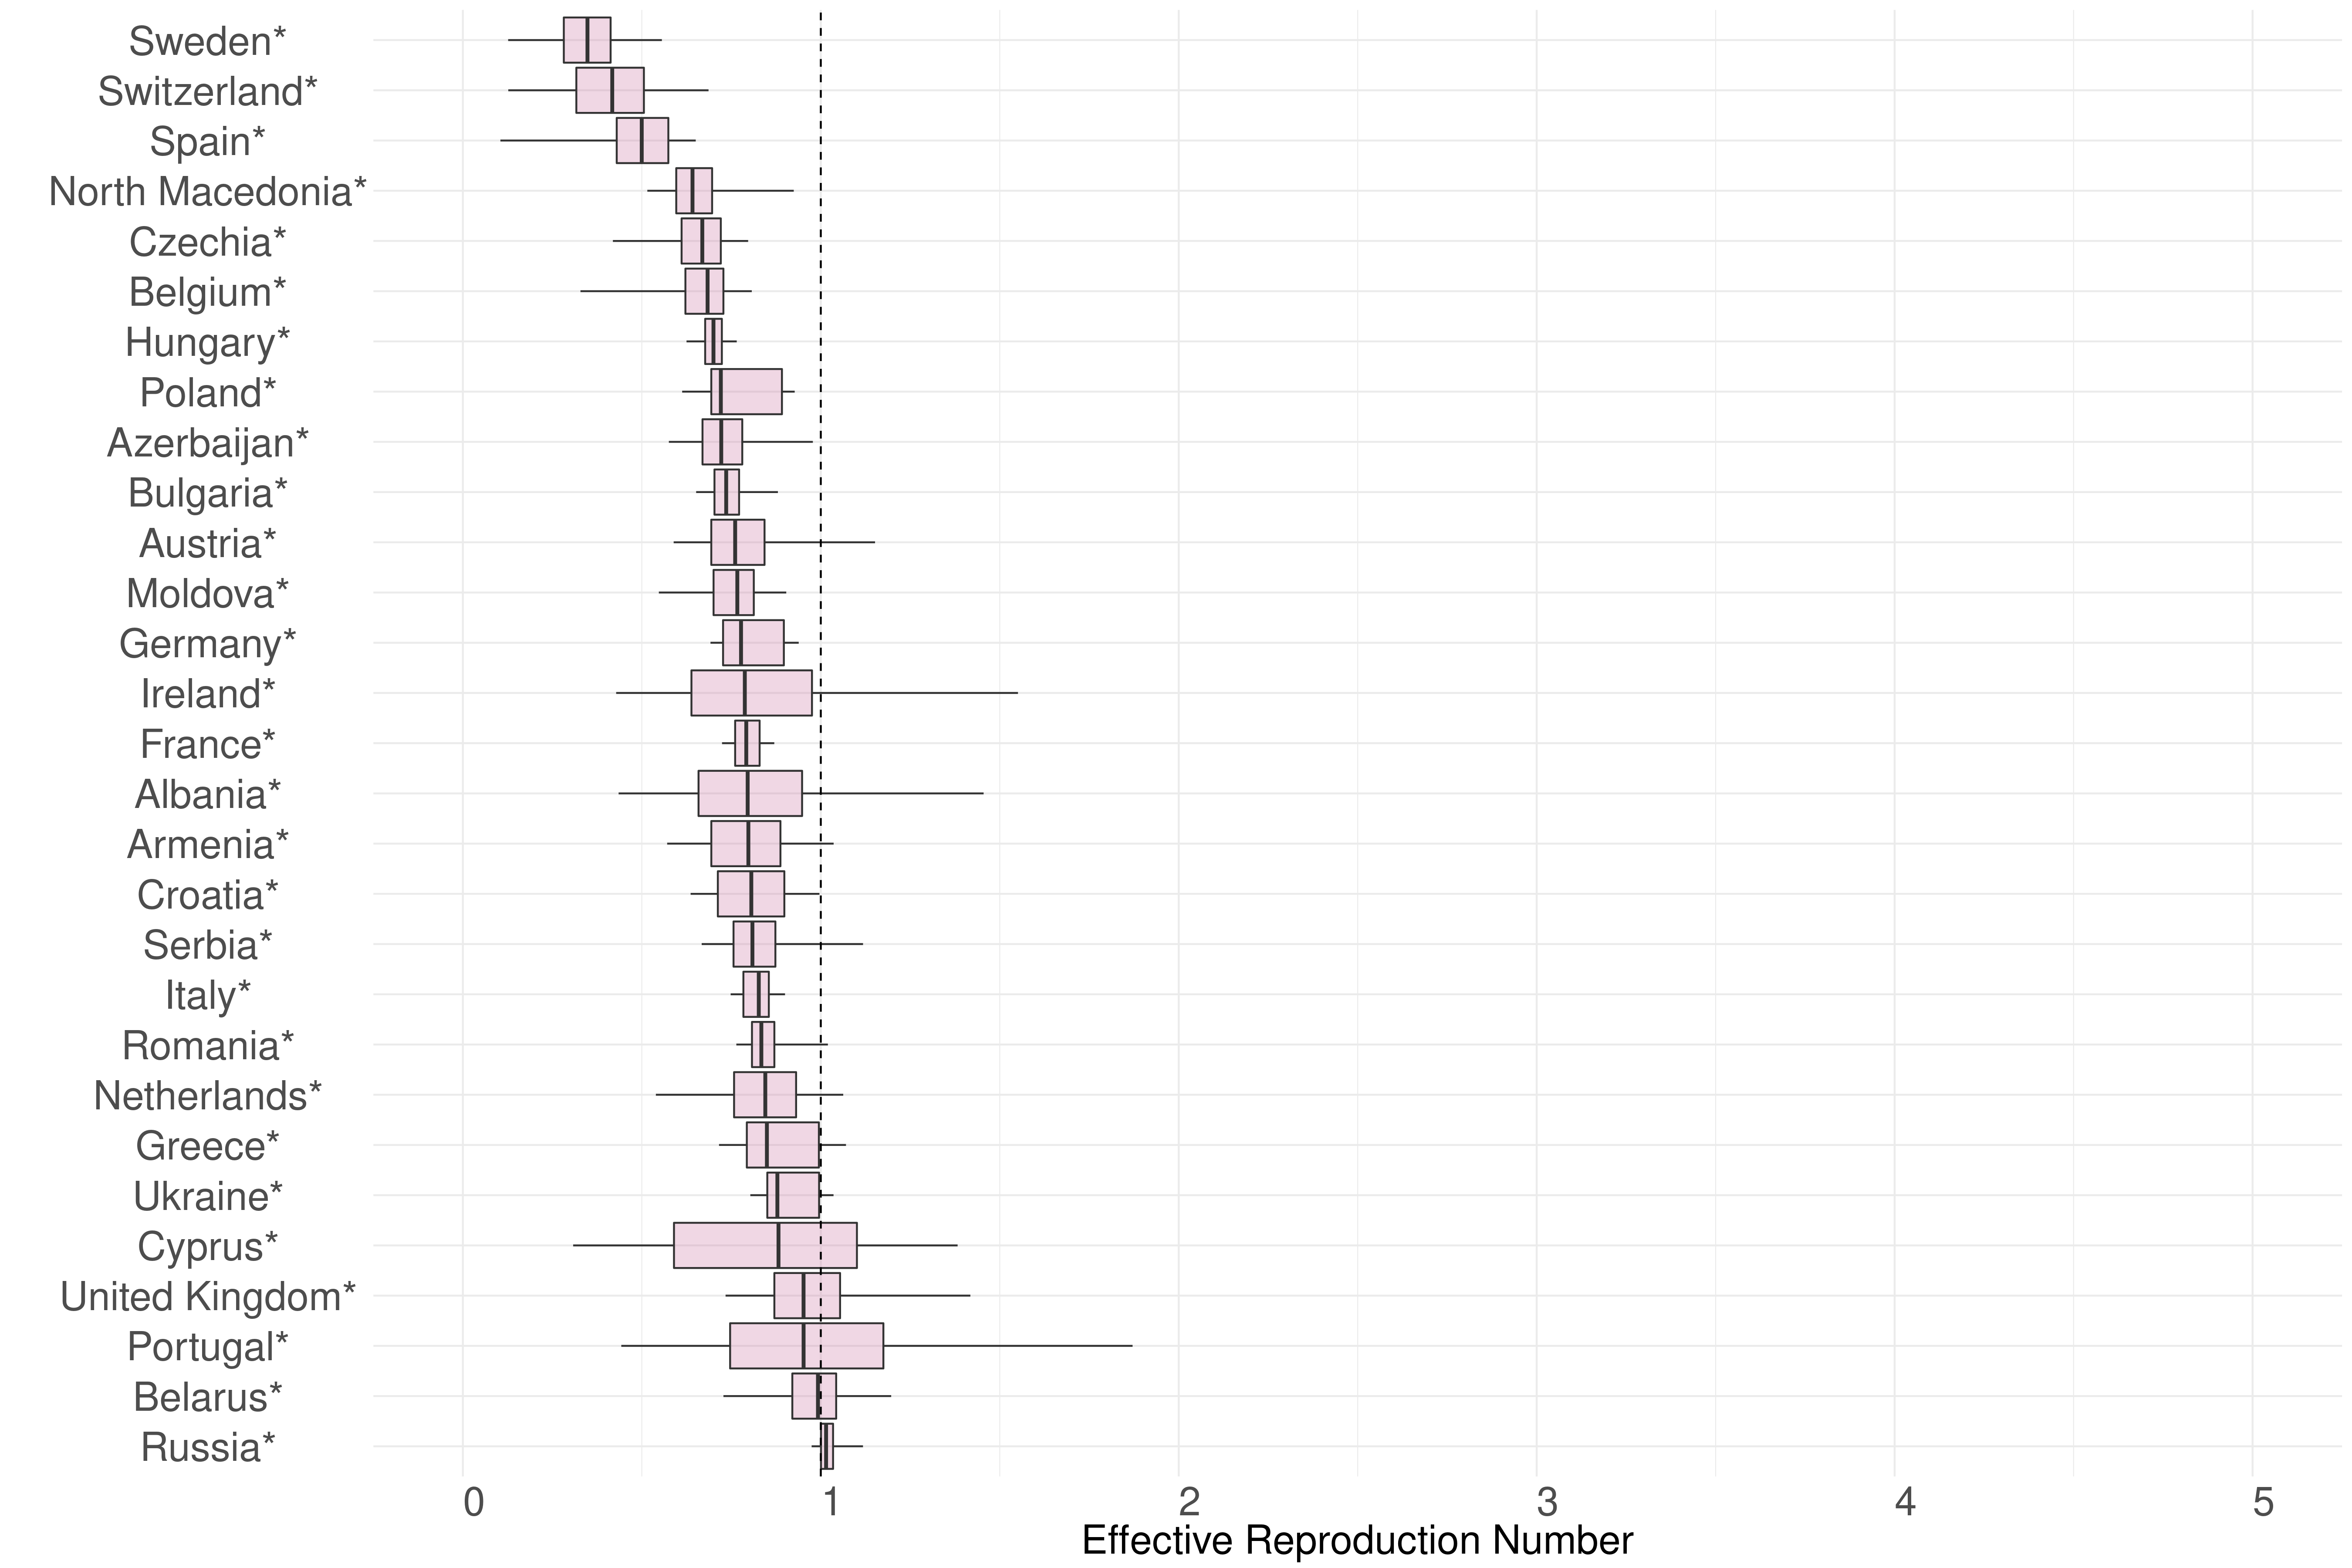 Sweden*
Switzerland*
Spain*
North Macedonia*
Czechia*
Belgium*
Hungary*
Poland*
Azerbaijan*
Bulgaria*
Austria*
Moldova*
Germany*
Ireland*
France*
Albania*
Armenia*
Croatia*
Serbia*
Italy*
Romania*
Netherlands*
Greece*
Ukraine*
Cyprus*
United Kingdom*
Portugal*
Belarus*
Russia*
0 1 2 3 4 5
Effective Reproduction Number